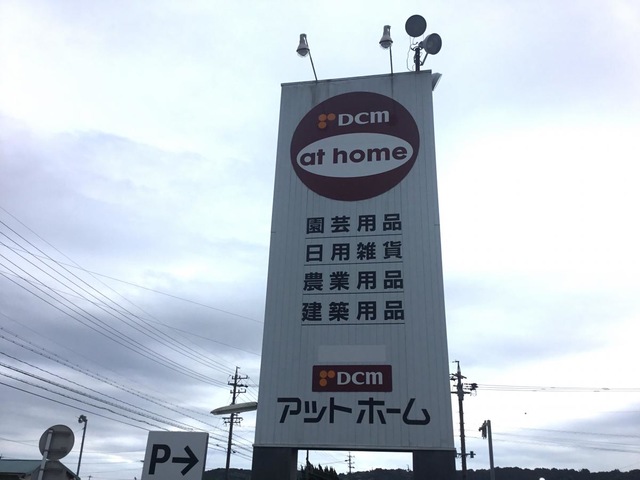 DCM
at home
園芸用品
日用雑貨
農業用品
建築用品
DCM
アットホーム
P→